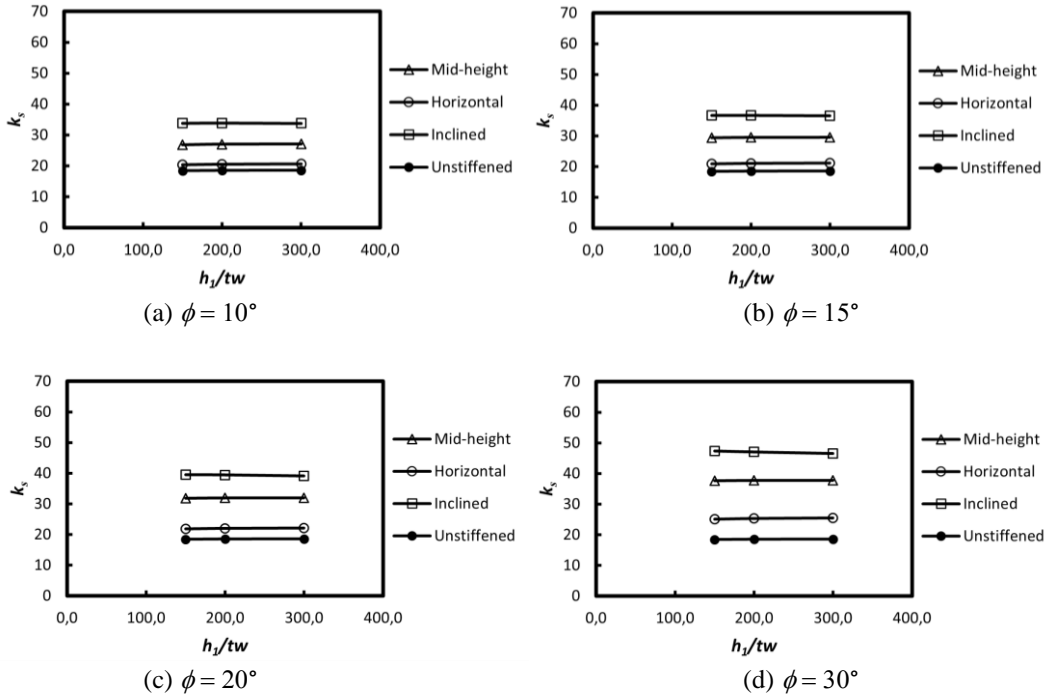 70
60
50
40
30
20
10
0
k_s
0,0 100,0 200,0 300,0 400,0
h_1/tw
Mid-height
Horizontal
Inclined
Unstiffened
(a) ϕ = 10°
70
60
50
40
30
20
10
0
k_s
0,0 100,0 200,0 300,0 400,0
h_1/tw
Mid-height
Horizontal
Inclined
Unstiffened
(b) ϕ = 15°
70
60
50
40
30
20
10
0
k_s
0,0 100,0 200,0 300,0 400,0
h_1/tw
Mid-height
Horizontal
Inclined
Unstiffened
(c) ϕ = 20°
70
60
50
40
30
20
10
0
k_s
0,0 100,0 200,0 300,0 400,0
h_1/tw
Mid-height
Horizontal
Inclined
Unstiffened
(d) ϕ = 30°